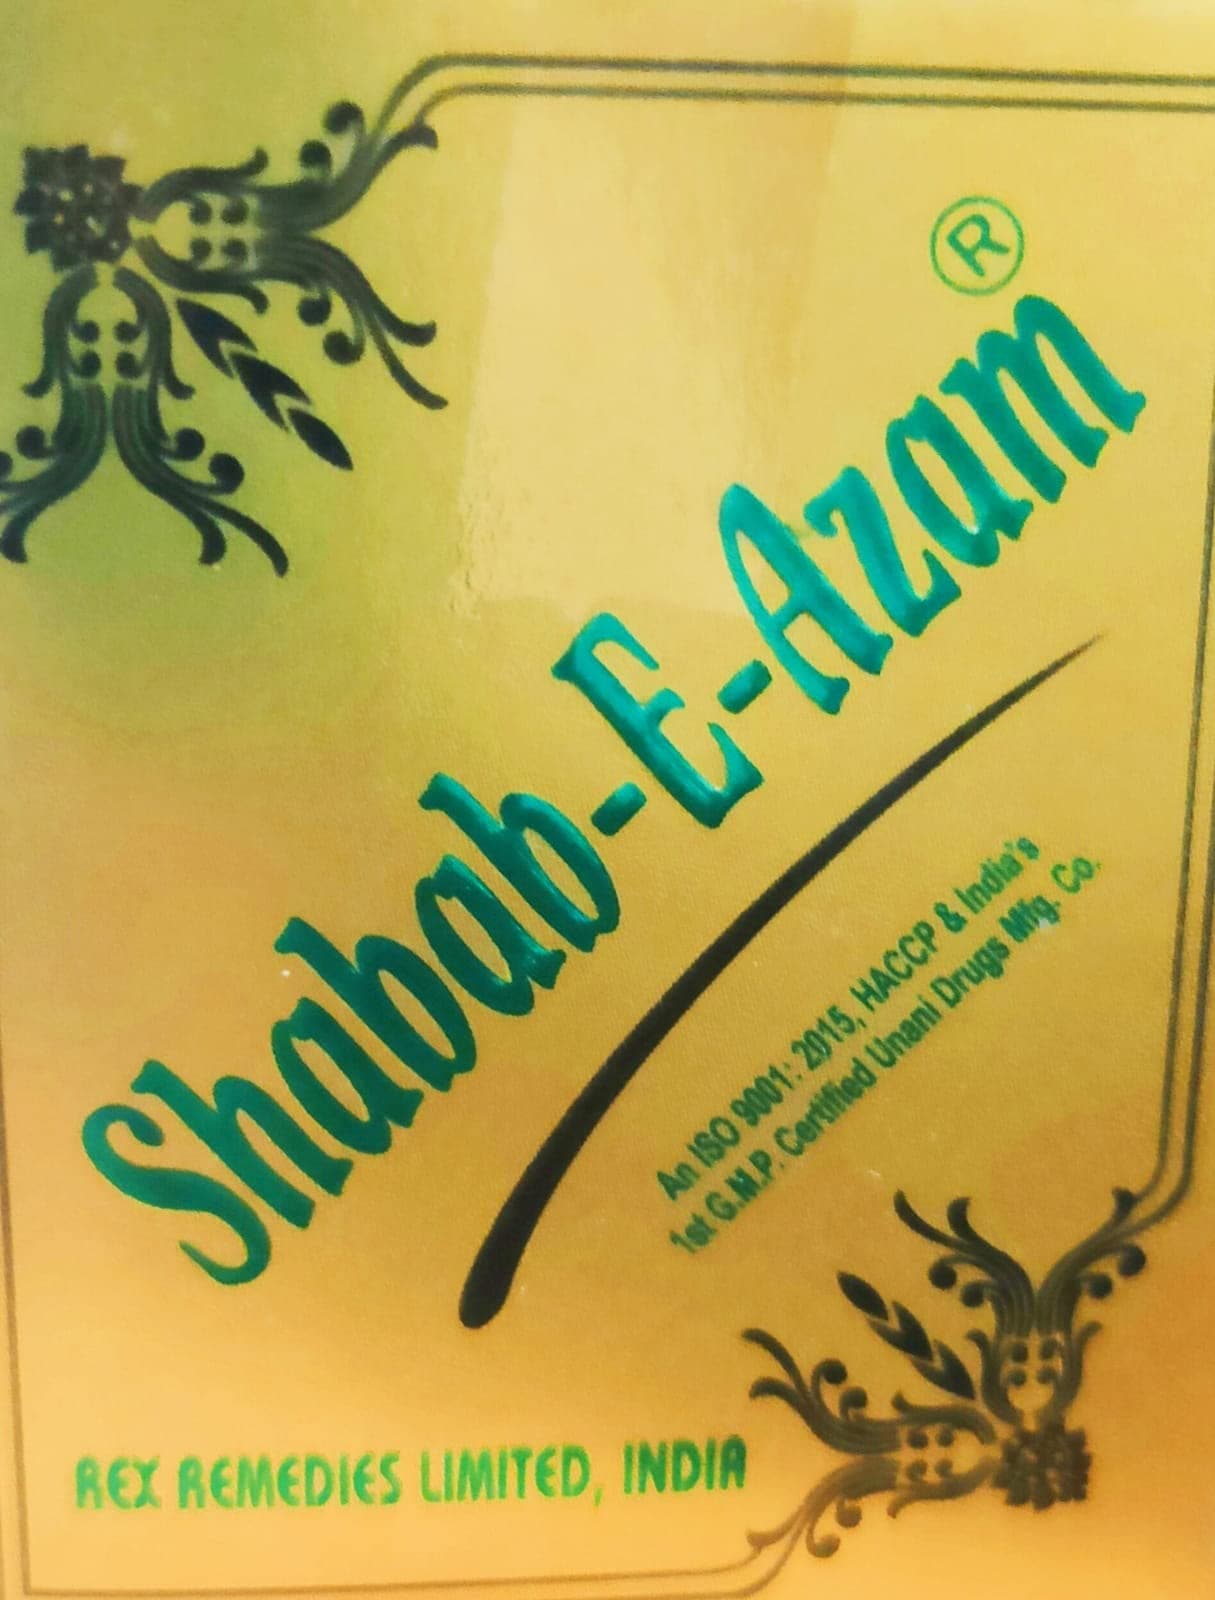 Shabab-E-Azam®
An ISO 9001: 2015, HACCP & India's
1st G.M.P. Certified Unani Drugs Mfg. Co.
REX REMEDIES LIMITED, INDIA